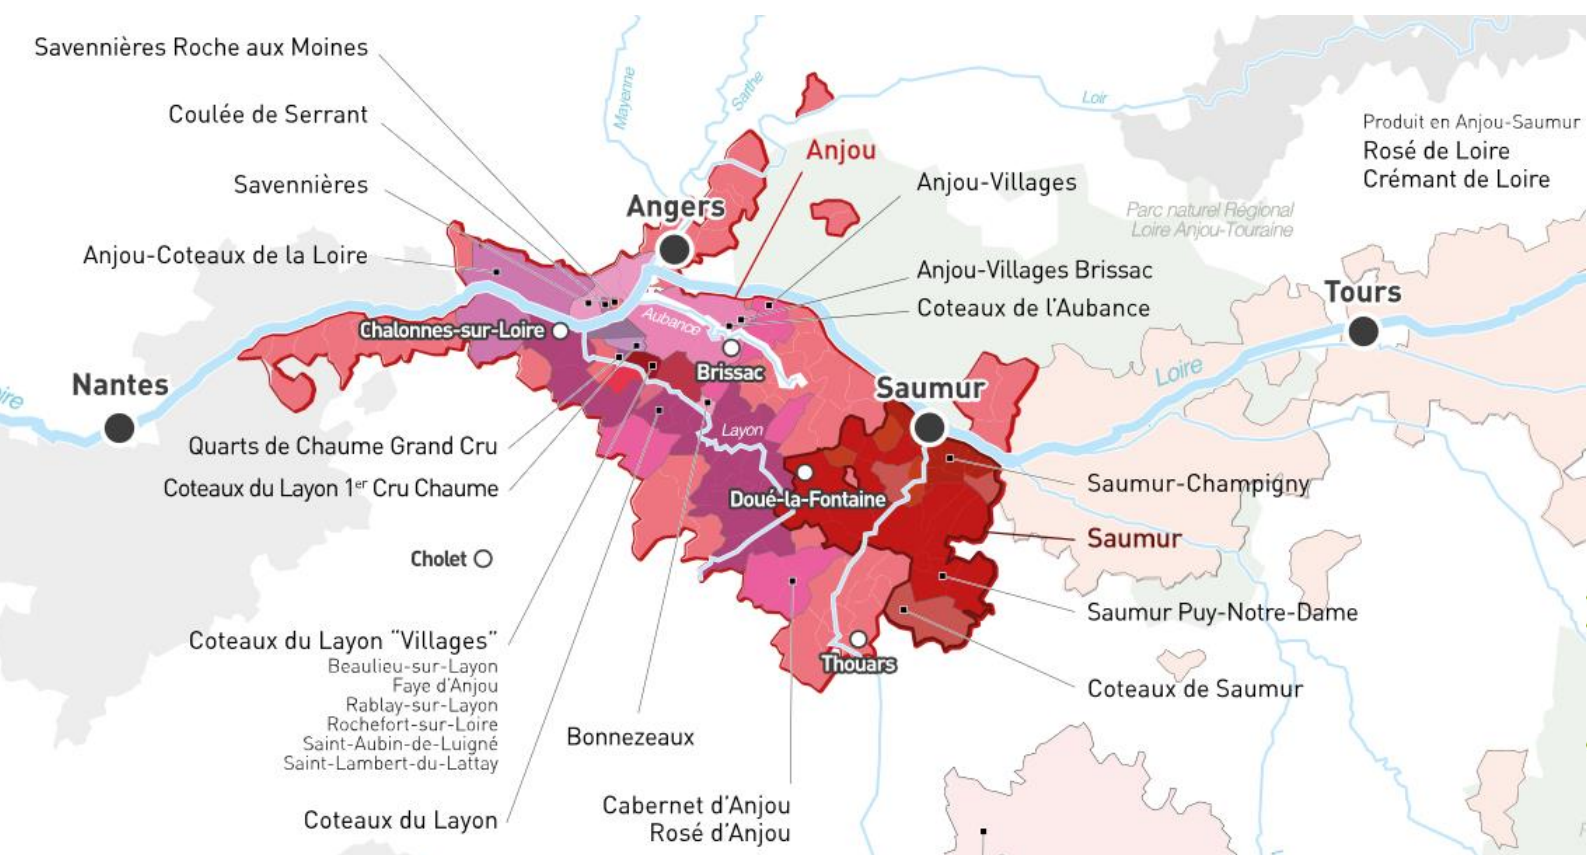 Savennières Roche aux Moines
Coulée de Serrant
Savennières
Anjou-Coteaux de la Loire
Mayenne
Sarthe
Loir
Angers
Anjou
Anjou-Villages
Anjou-Villages Brissac
Coteaux de l'Aubance
Produit en Anjou-Saumur
Rosé de Loire
Crémant de Loire
Parc naturel Régional
Loire Anjou-Touraine
Tours
Loire
Chalonnes-sur-Loire
Aubance
Brissac
Saumur
Nantes
oire
Layon
Quarts de Chaume Grand Cru
Coteaux du Layon 1er Cru Chaume
Doué-la-Fontaine
Saumur-Champigny
Saumur
Cholet
Saumur Puy-Notre-Dame
Thouars
Coteaux de Saumur
Coteaux du Layon "Villages"
Beaulieu-sur-Layon
Faye d'Anjou
Rablay-sur-Layon
Rochefort-sur-Loire
Saint-Aubin-de-Luigné
Saint-Lambert-du-Lattay
Bonnezeaux
Coteaux du Layon
Cabernet d'Anjou
Rosé d'Anjou